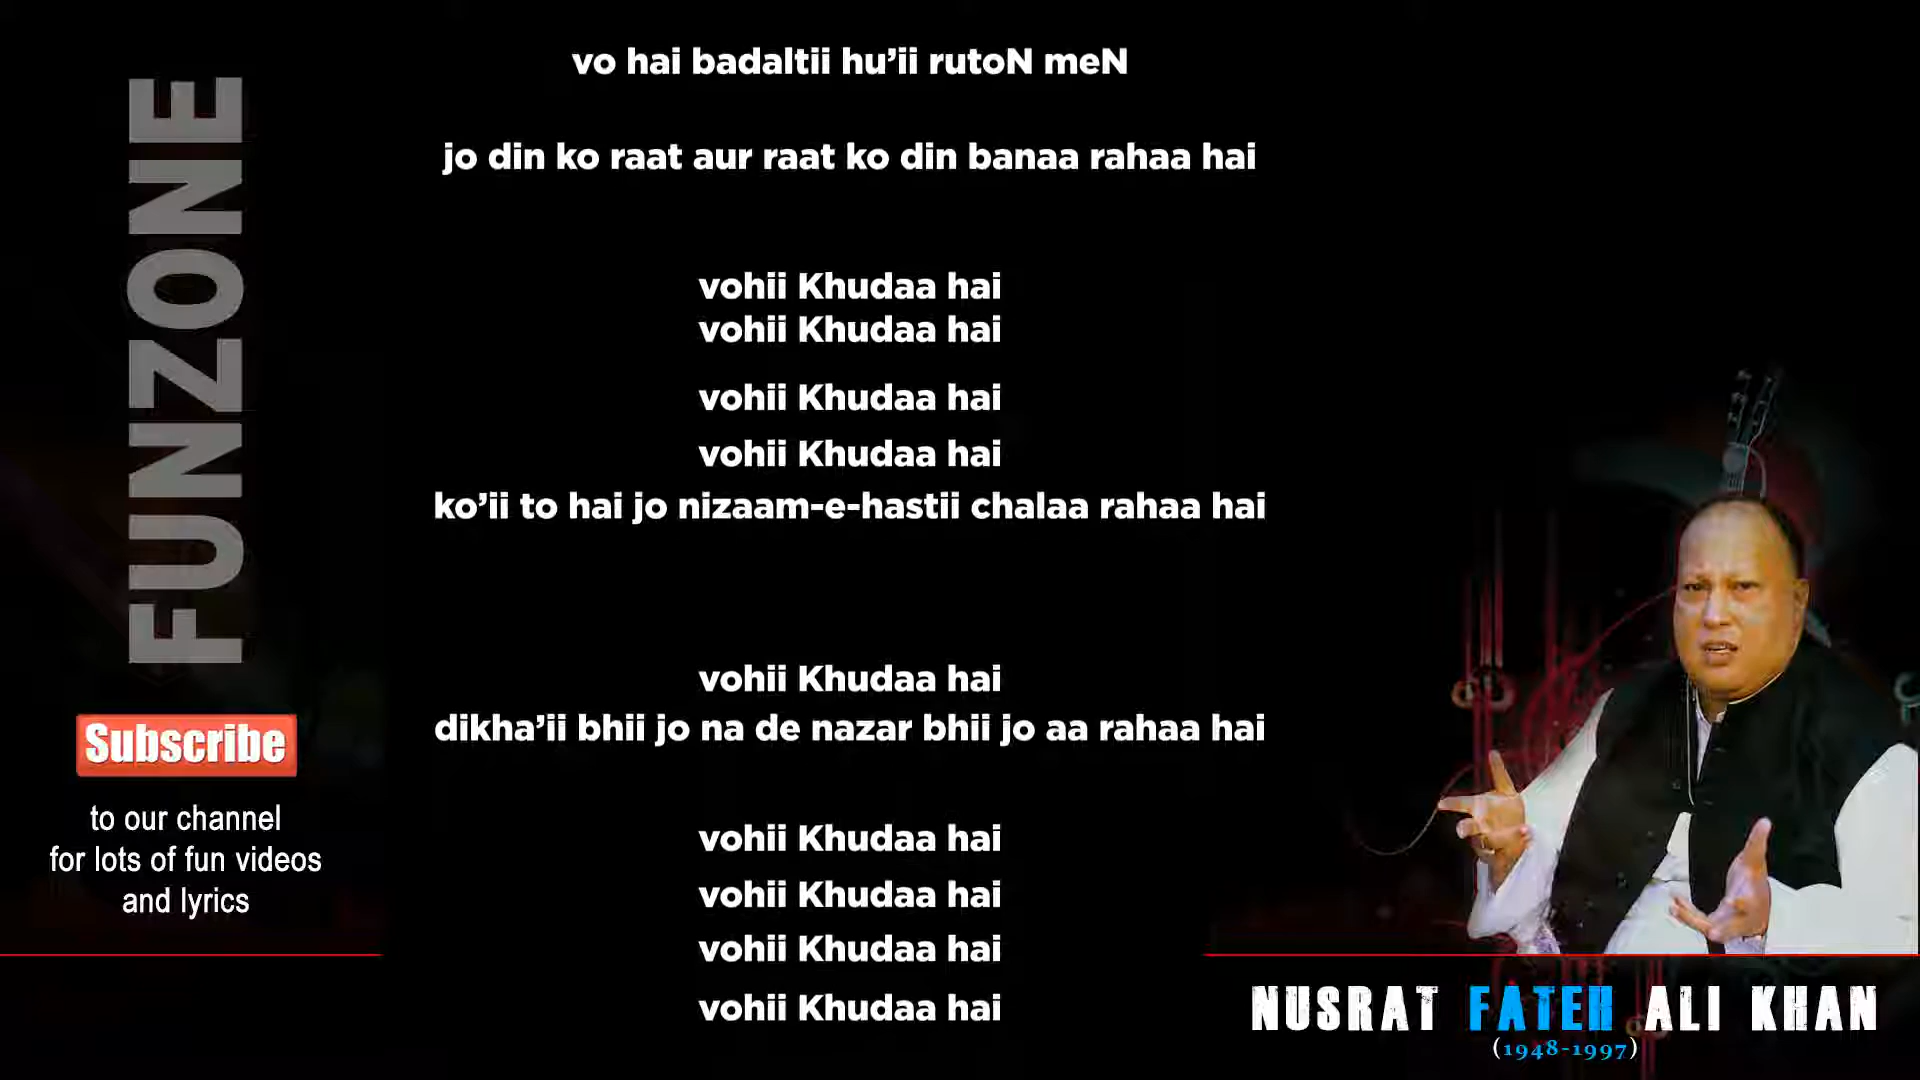 FUNZONE
Subscribe
to our channel
for lots of fun videos
and lyrics
vo hai badaltii hu’ii rutoN meN
jo din ko raat aur raat ko din banaa rahaa hai
vohii Khudaa hai
vohii Khudaa hai
vohii Khudaa hai
vohii Khudaa hai
ko’ii to hai jo nizaam-e-hastii chalaa rahaa hai
vohii Khudaa hai
dikha’ii bhii jo na de nazar bhii jo aa rahaa hai
vohii Khudaa hai
vohii Khudaa hai
vohii Khudaa hai
vohii Khudaa hai
NUSRAT FATEH ALI KHAN
(1948-1997)